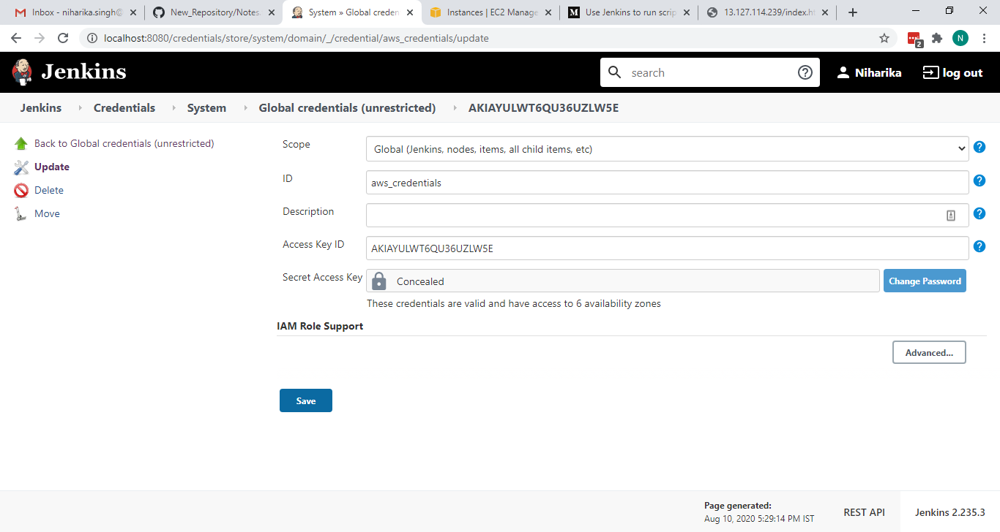 Inbox - niharika.singh@
New_Repository/Notes.
System » Global creden
Instances | EC2 Manage
Use Jenkins to run scrip
13.127.114.239/index.ht
localhost:8080/credentials/store/system/domain/_/credential/aws_credentials/update
2
N
Jenkins
search
Niharika
log out
Jenkins
Credentials
System
Global credentials (unrestricted)
AKIAYULWT6QU36UZLW5E
Back to Global credentials (unrestricted)
Update
Delete
Move
Scope
Global (Jenkins, nodes, items, all child items, etc)
ID
aws_credentials
Description
Access Key ID
AKIAYULWT6QU36UZLW5E
Secret Access Key
Concealed
Change Password
These credentials are valid and have access to 6 availability zones
IAM Role Support
Advanced...
Save
Page generated:
Aug 10, 2020 5:29:14 PM IST
REST API
Jenkins 2.235.3